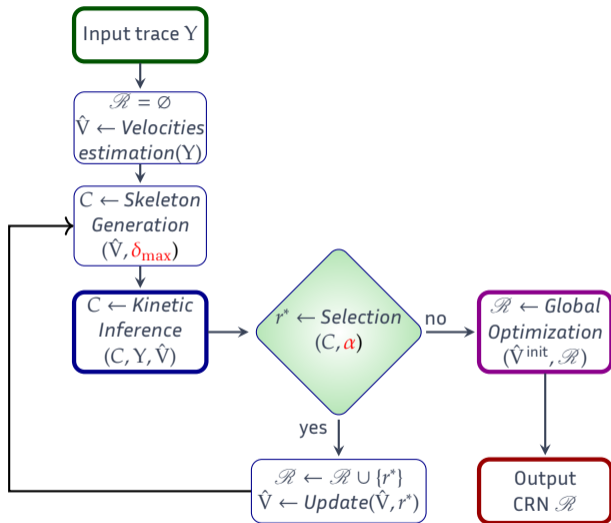 Input trace Y
ℛ = ∅
V̂ ← Velocities
estimation(Y)
C ← Skeleton
Generation
(V̂, δmax)
C ← Kinetic
Inference
(C, Y, V̂)
r* ← Selection
(C, α)
no
ℛ ← Global
Optimization
(V̂init, ℛ)
yes
ℛ ← ℛ ∪ {r*}
V̂ ← Update(V̂, r*)
Output
CRN ℛ